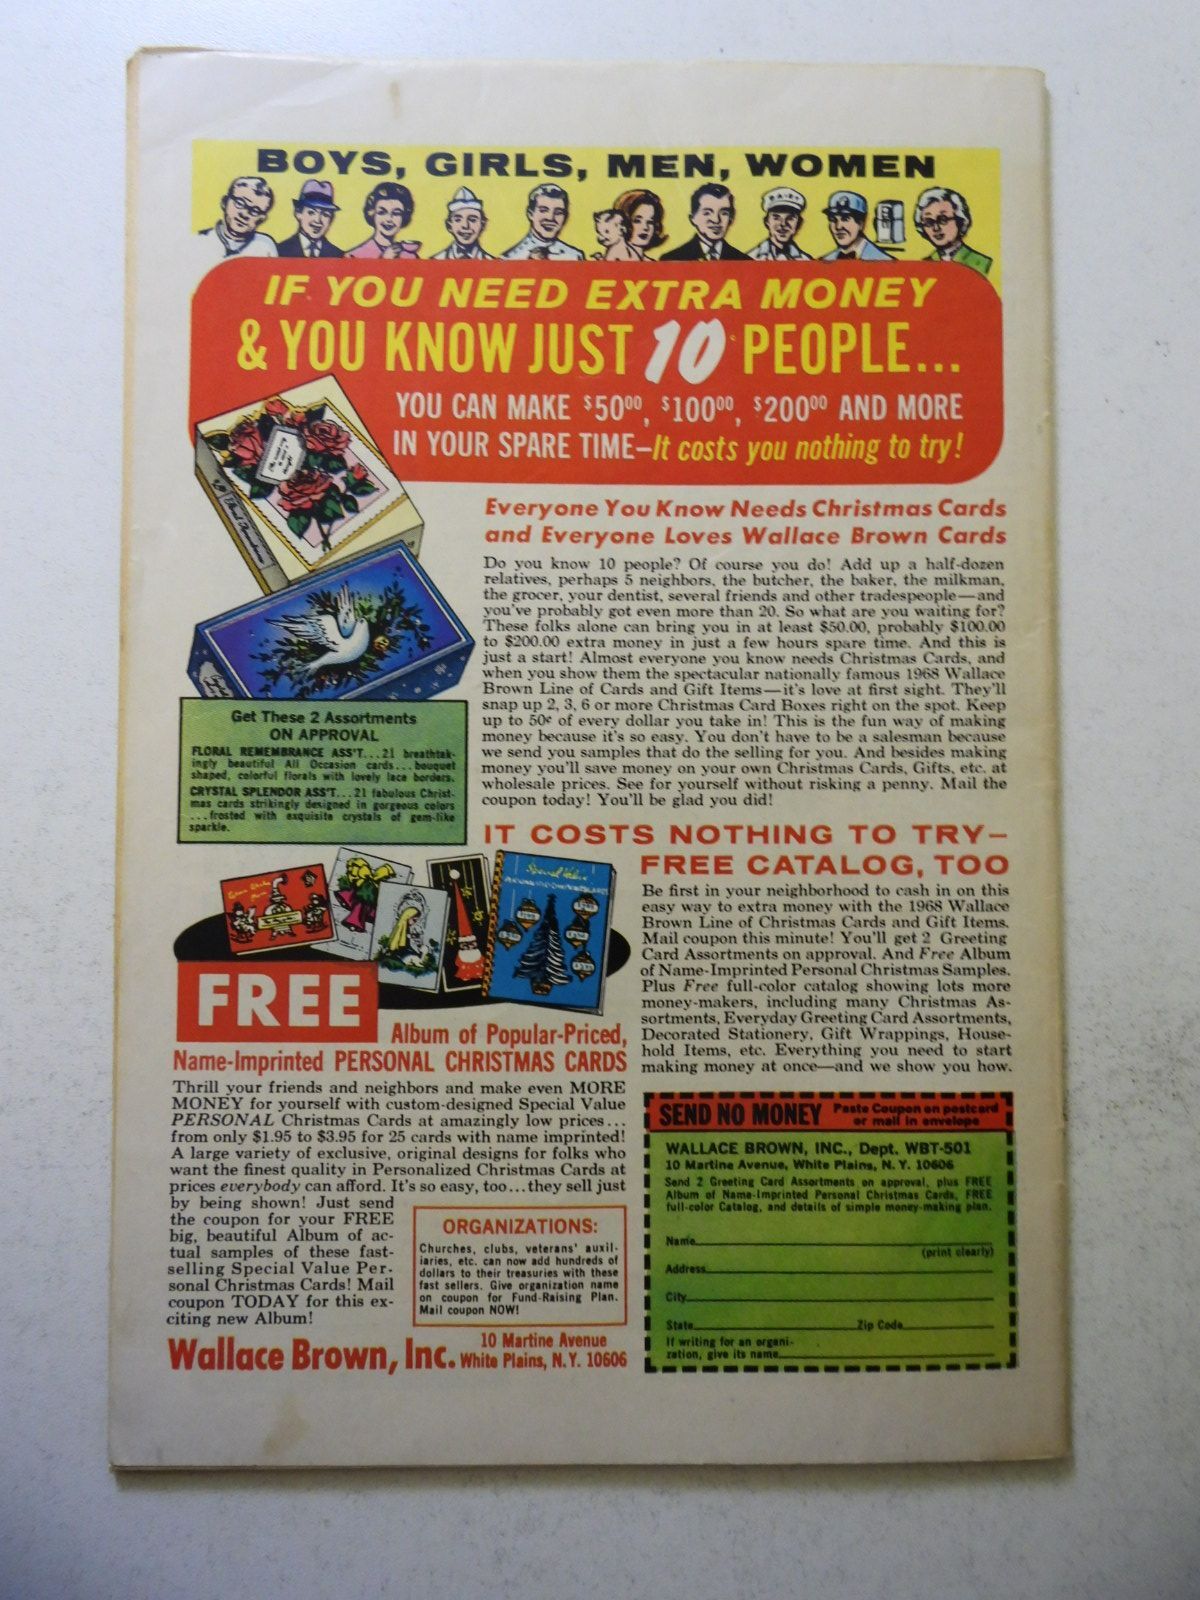 BOYS, GIRLS, MEN, WOMEN
DAIRY
IF YOU NEED EXTRA MONEY
& YOU KNOW JUST 10 PEOPLE...
YOU CAN MAKE $50⁰⁰, $100⁰⁰, $200⁰⁰ AND MORE
IN YOUR SPARE TIME—It costs you nothing to try!
Everyone You Know Needs Christmas Cards
and Everyone Loves Wallace Brown Cards
Do you know 10 people? Of course you do! Add up a half-dozen
relatives, perhaps 5 neighbors, the butcher, the baker, the milkman,
the grocer, your dentist, several friends and other tradespeople—and
you've probably got even more than 20. So what are you waiting for?
These folks alone can bring you in at least $50.00, probably $100.00
to $200.00 extra money in just a few hours spare time. And this is
just a start! Almost everyone you know needs Christmas Cards, and
when you show them the spectacular nationally famous 1968 Wallace
Brown Line of Cards and Gift Items—it's love at first sight. They'll
snap up 2, 3, 6 or more Christmas Card Boxes right on the spot. Keep
up to 50¢ of every dollar you take in! This is the fun way of making
money because it's so easy. You don't have to be a salesman because
we send you samples that do the selling for you. And besides making
money you'll save money on your own Christmas Cards, Gifts, etc. at
wholesale prices. See for yourself without risking a penny. Mail the
coupon today! You'll be glad you did!
Get These 2 Assortments
ON APPROVAL
FLORAL REMEMBRANCE ASS'T...21 breathtak-
ingly beautiful All Occasion cards...bouquet
shaped, colorful florals with lovely lace borders.
CRYSTAL SPLENDOR ASS'T...21 fabulous Christ-
mas cards strikingly designed in gorgeous colors
...frosted with exquisite crystals of gem-like
sparkle.
IT COSTS NOTHING TO TRY—
FREE CATALOG, TOO
Be first in your neighborhood to cash in on this
easy way to extra money with the 1968 Wallace
Brown Line of Christmas Cards and Gift Items.
Mail coupon this minute! You'll get 2 Greeting
Card Assortments on approval. And Free Album
of Name-Imprinted Personal Christmas Samples.
Plus Free full-color catalog showing lots more
money-makers, including many Christmas As-
sortments, Everyday Greeting Card Assortments,
Decorated Stationery, Gift Wrappings, House-
hold Items, etc. Everything you need to start
making money at once—and we show you how.
Special Value
PERSONALIZED CHRISTMAS CARDS
FREE
Album of Popular-Priced,
Name-Imprinted PERSONAL CHRISTMAS CARDS
Thrill your friends and neighbors and make even MORE
MONEY for yourself with custom-designed Special Value
PERSONAL Christmas Cards at amazingly low prices...
from only $1.95 to $3.95 for 25 cards with name imprinted!
A large variety of exclusive, original designs for folks who
want the finest quality in Personalized Christmas Cards at
prices everybody can afford. It's so easy, too...they sell just
by being shown! Just send
the coupon for your FREE
big, beautiful Album of ac-
tual samples of these fast-
selling Special Value Per-
sonal Christmas Cards! Mail
coupon TODAY for this ex-
citing new Album!
ORGANIZATIONS:
Churches, clubs, veterans' auxil-
iaries, etc. can now add hundreds of
dollars to their treasuries with these
fast sellers. Give organization name
on coupon for Fund-Raising Plan.
Mail coupon NOW!
Wallace Brown, Inc. 10 Martine Avenue
White Plains, N.Y. 10606
SEND NO MONEY Paste Coupon on postcard
or mail in envelope
WALLACE BROWN, INC., Dept. WBT-501
10 Martine Avenue, White Plains, N. Y. 10606
Send 2 Greeting Card Assortments on approval, plus FREE
Album of Name-Imprinted Personal Christmas Cards, FREE
full-color Catalog, and details of simple money-making plan.
Name
(print clearly)
Address
City
State Zip Code
If writing for an organi-
zation, give its name